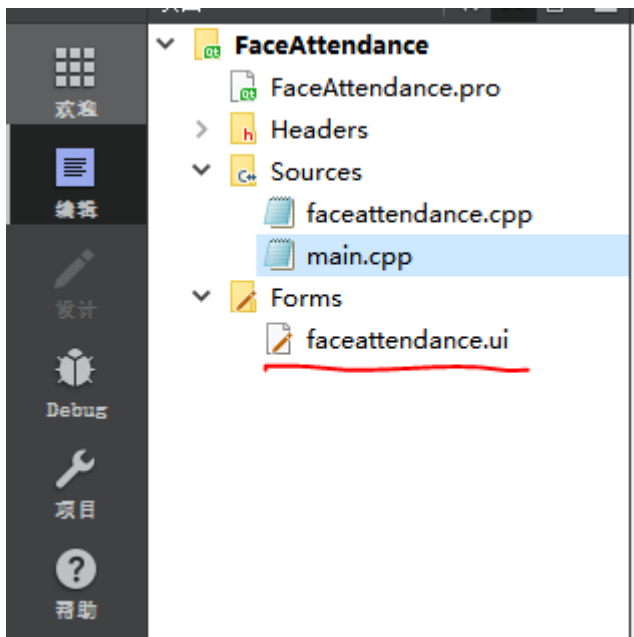 FaceAttendance
FaceAttendance.pro
欢迎
Headers
Sources
编辑
faceattendance.cpp
main.cpp
设计
Forms
faceattendance.ui
Debug
项目
帮助